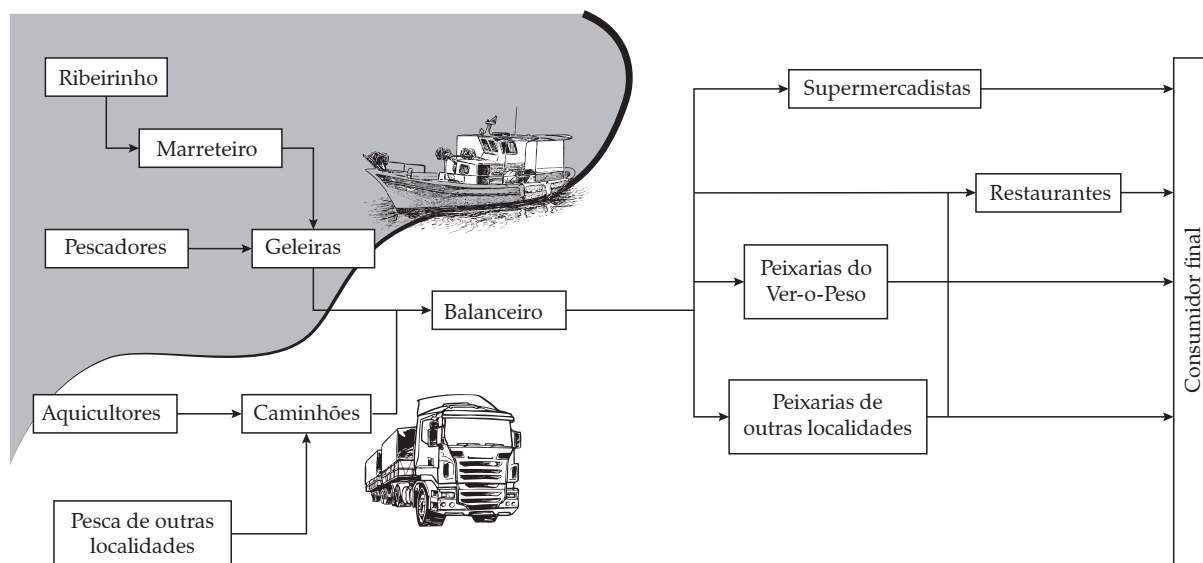 Ribeirinho
Marreteiro
Pescadores
Geleiras
Balanceiro
Aquicultores
Caminhões
Pesca de outras
localidades
Supermercadistas
Restaurantes
Peixarias do
Ver-o-Peso
Peixarias de
outras localidades
Consumidor final